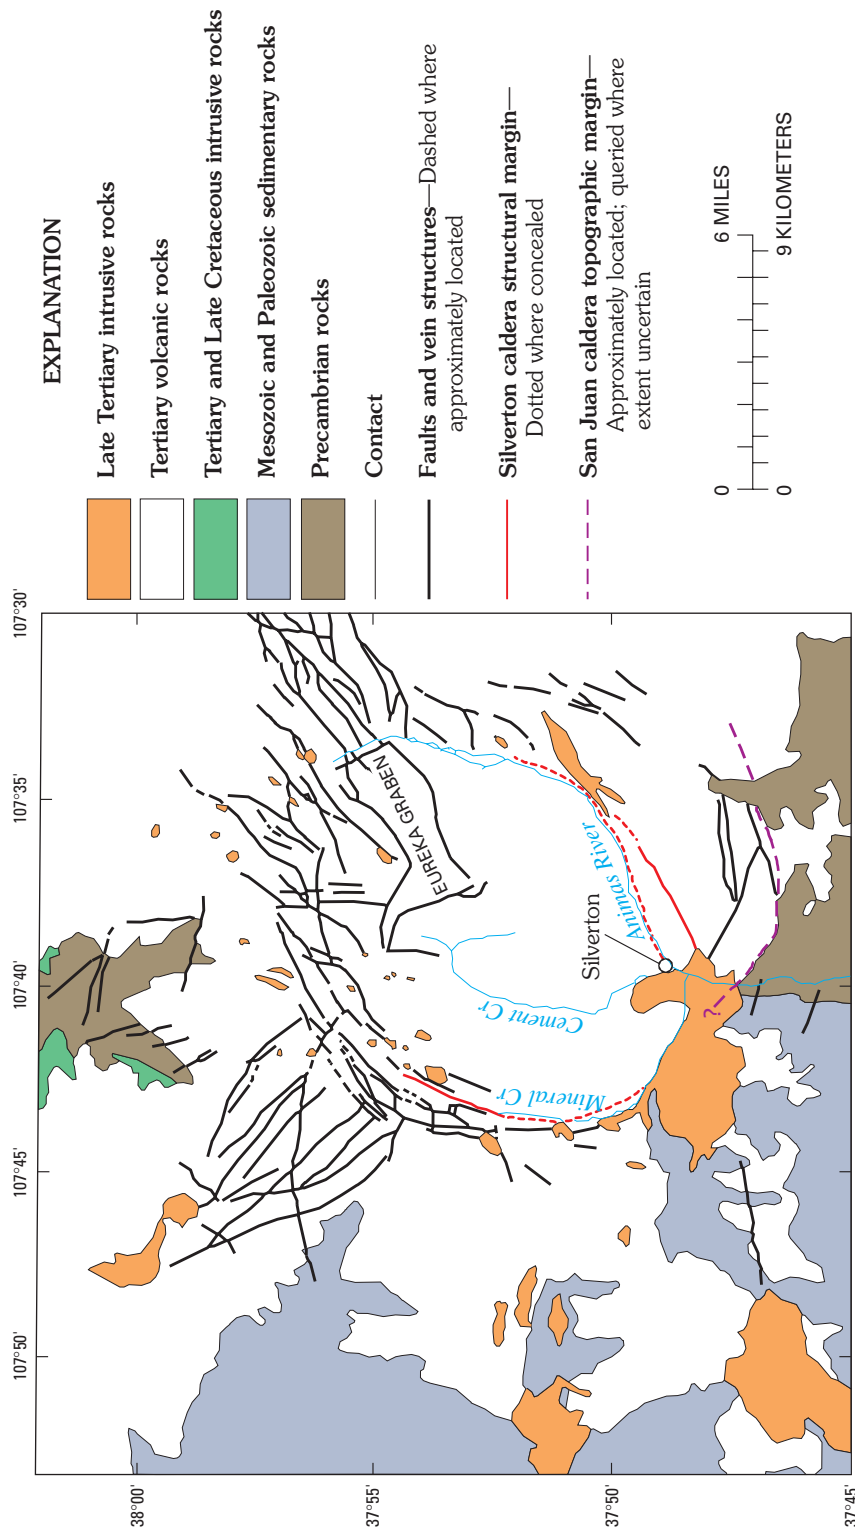 EXPLANATION
Late Tertiary intrusive rocks
Tertiary volcanic rocks
Tertiary and Late Cretaceous intrusive rocks
Mesozoic and Paleozoic sedimentary rocks
Precambrian rocks
Contact
Faults and vein structures—Dashed where
approximately located
Silverton caldera structural margin—
Dotted where concealed
San Juan caldera topographic margin—
Approximately located; queried where
extent uncertain
0 6 MILES
0 9 KILOMETERS
107°50'
107°45'
107°40'
107°35'
107°30'
38°00'
37°55'
37°50'
37°45'
EUREKA GRABEN
Animas River
Silverton
Cement Cr
Mineral Cr
?